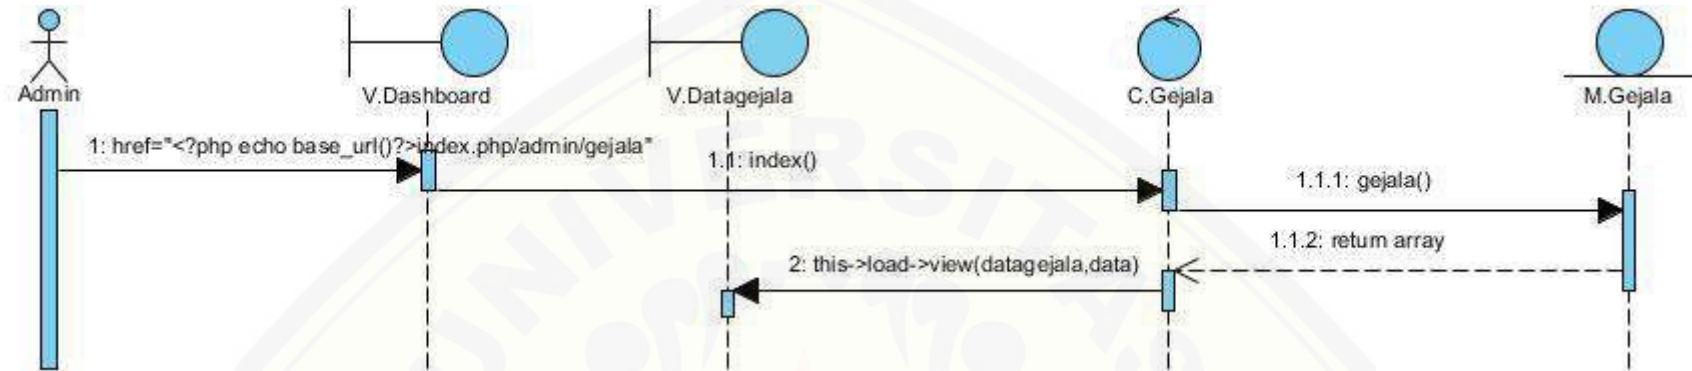 Admin
V.Dashboard
V.Datagejala
C.Gejala
M.Gejala
1: href="<?php echo base_url()?>index.php/admin/gejala"
1.1: index()
1.1.1: gejala()
1.1.2: return array
2: this->load->view(datagejala,data)
UNIVERSITAS